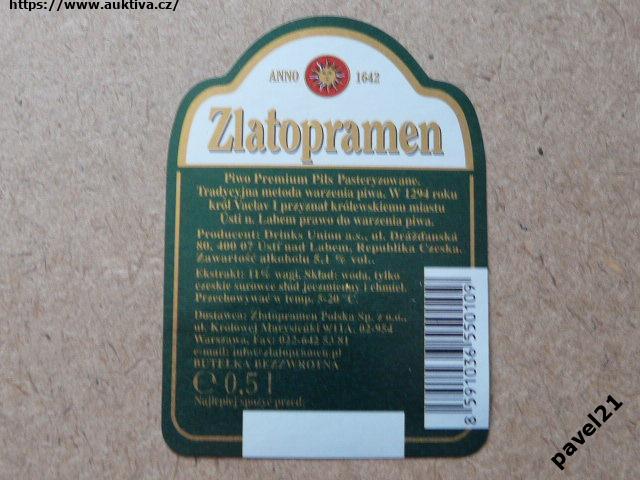 https://www.auktiva.cz/
ANNO 1642
Zlatopramen
Piwo Premium Pils Pasteryzowane.
Tradycyjna metoda warzenia piwa. W 1294 roku
król Vaclav I przyznał królewskiemu miastu
Ústí n. Labem prawo do warzenia piwa.
Producent: Drinks Union a.s., ul. Drážďanská
80, 400 07 Ústí nad Labem, Republika Czeska.
Zawartość alkoholu 5,1 % vol..
Ekstrakt: 11% wagi. Skład: woda, tylko
czeskie surowce słód jęczmienny i chmiel.
Przechowywać w temp. 5-20 °C.
Dostawca: Zlatopramen Polska Sp. z o.o.,
ul. Królowej Marysieńki W11A, 02-954
Warszawa, Fax: 022-642 53 81
e-mail:
BUTELKA BEZZWROTNA
C€ 0,5 l
Najlepiej spożyć przed:
8 591036 550109
pavel21